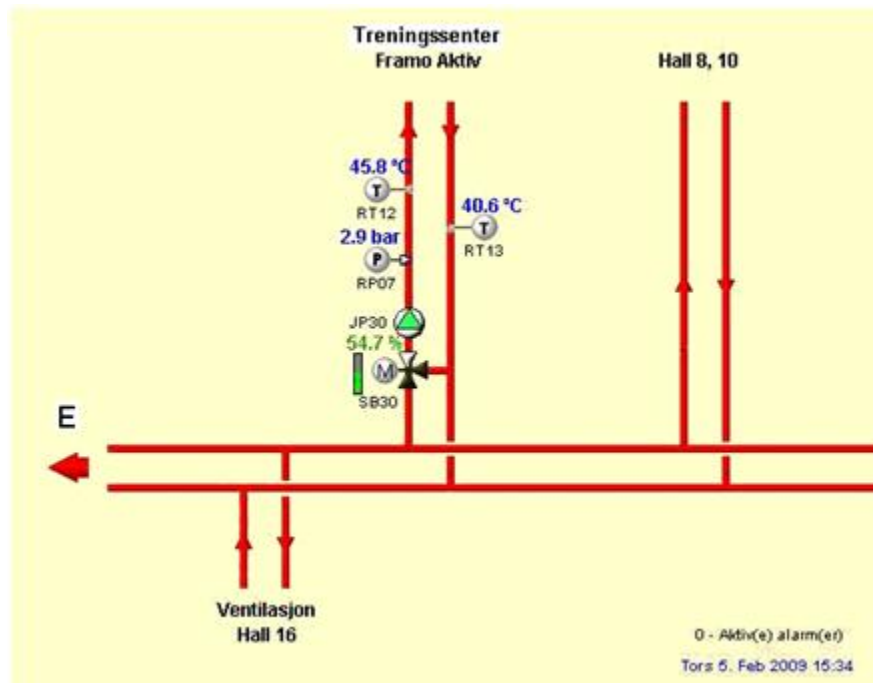 Treningssenter
Framo Aktiv
Hall 8, 10
45.8 °C
T
RT12
40.6 °C
T
RT13
2.9 bar
P
RP07
JP30
54.7 %
M
SB30
E
Ventilasjon
Hall 16
0 - Aktiv(e) alarm(er)
Tors 5. Feb 2009 15:34